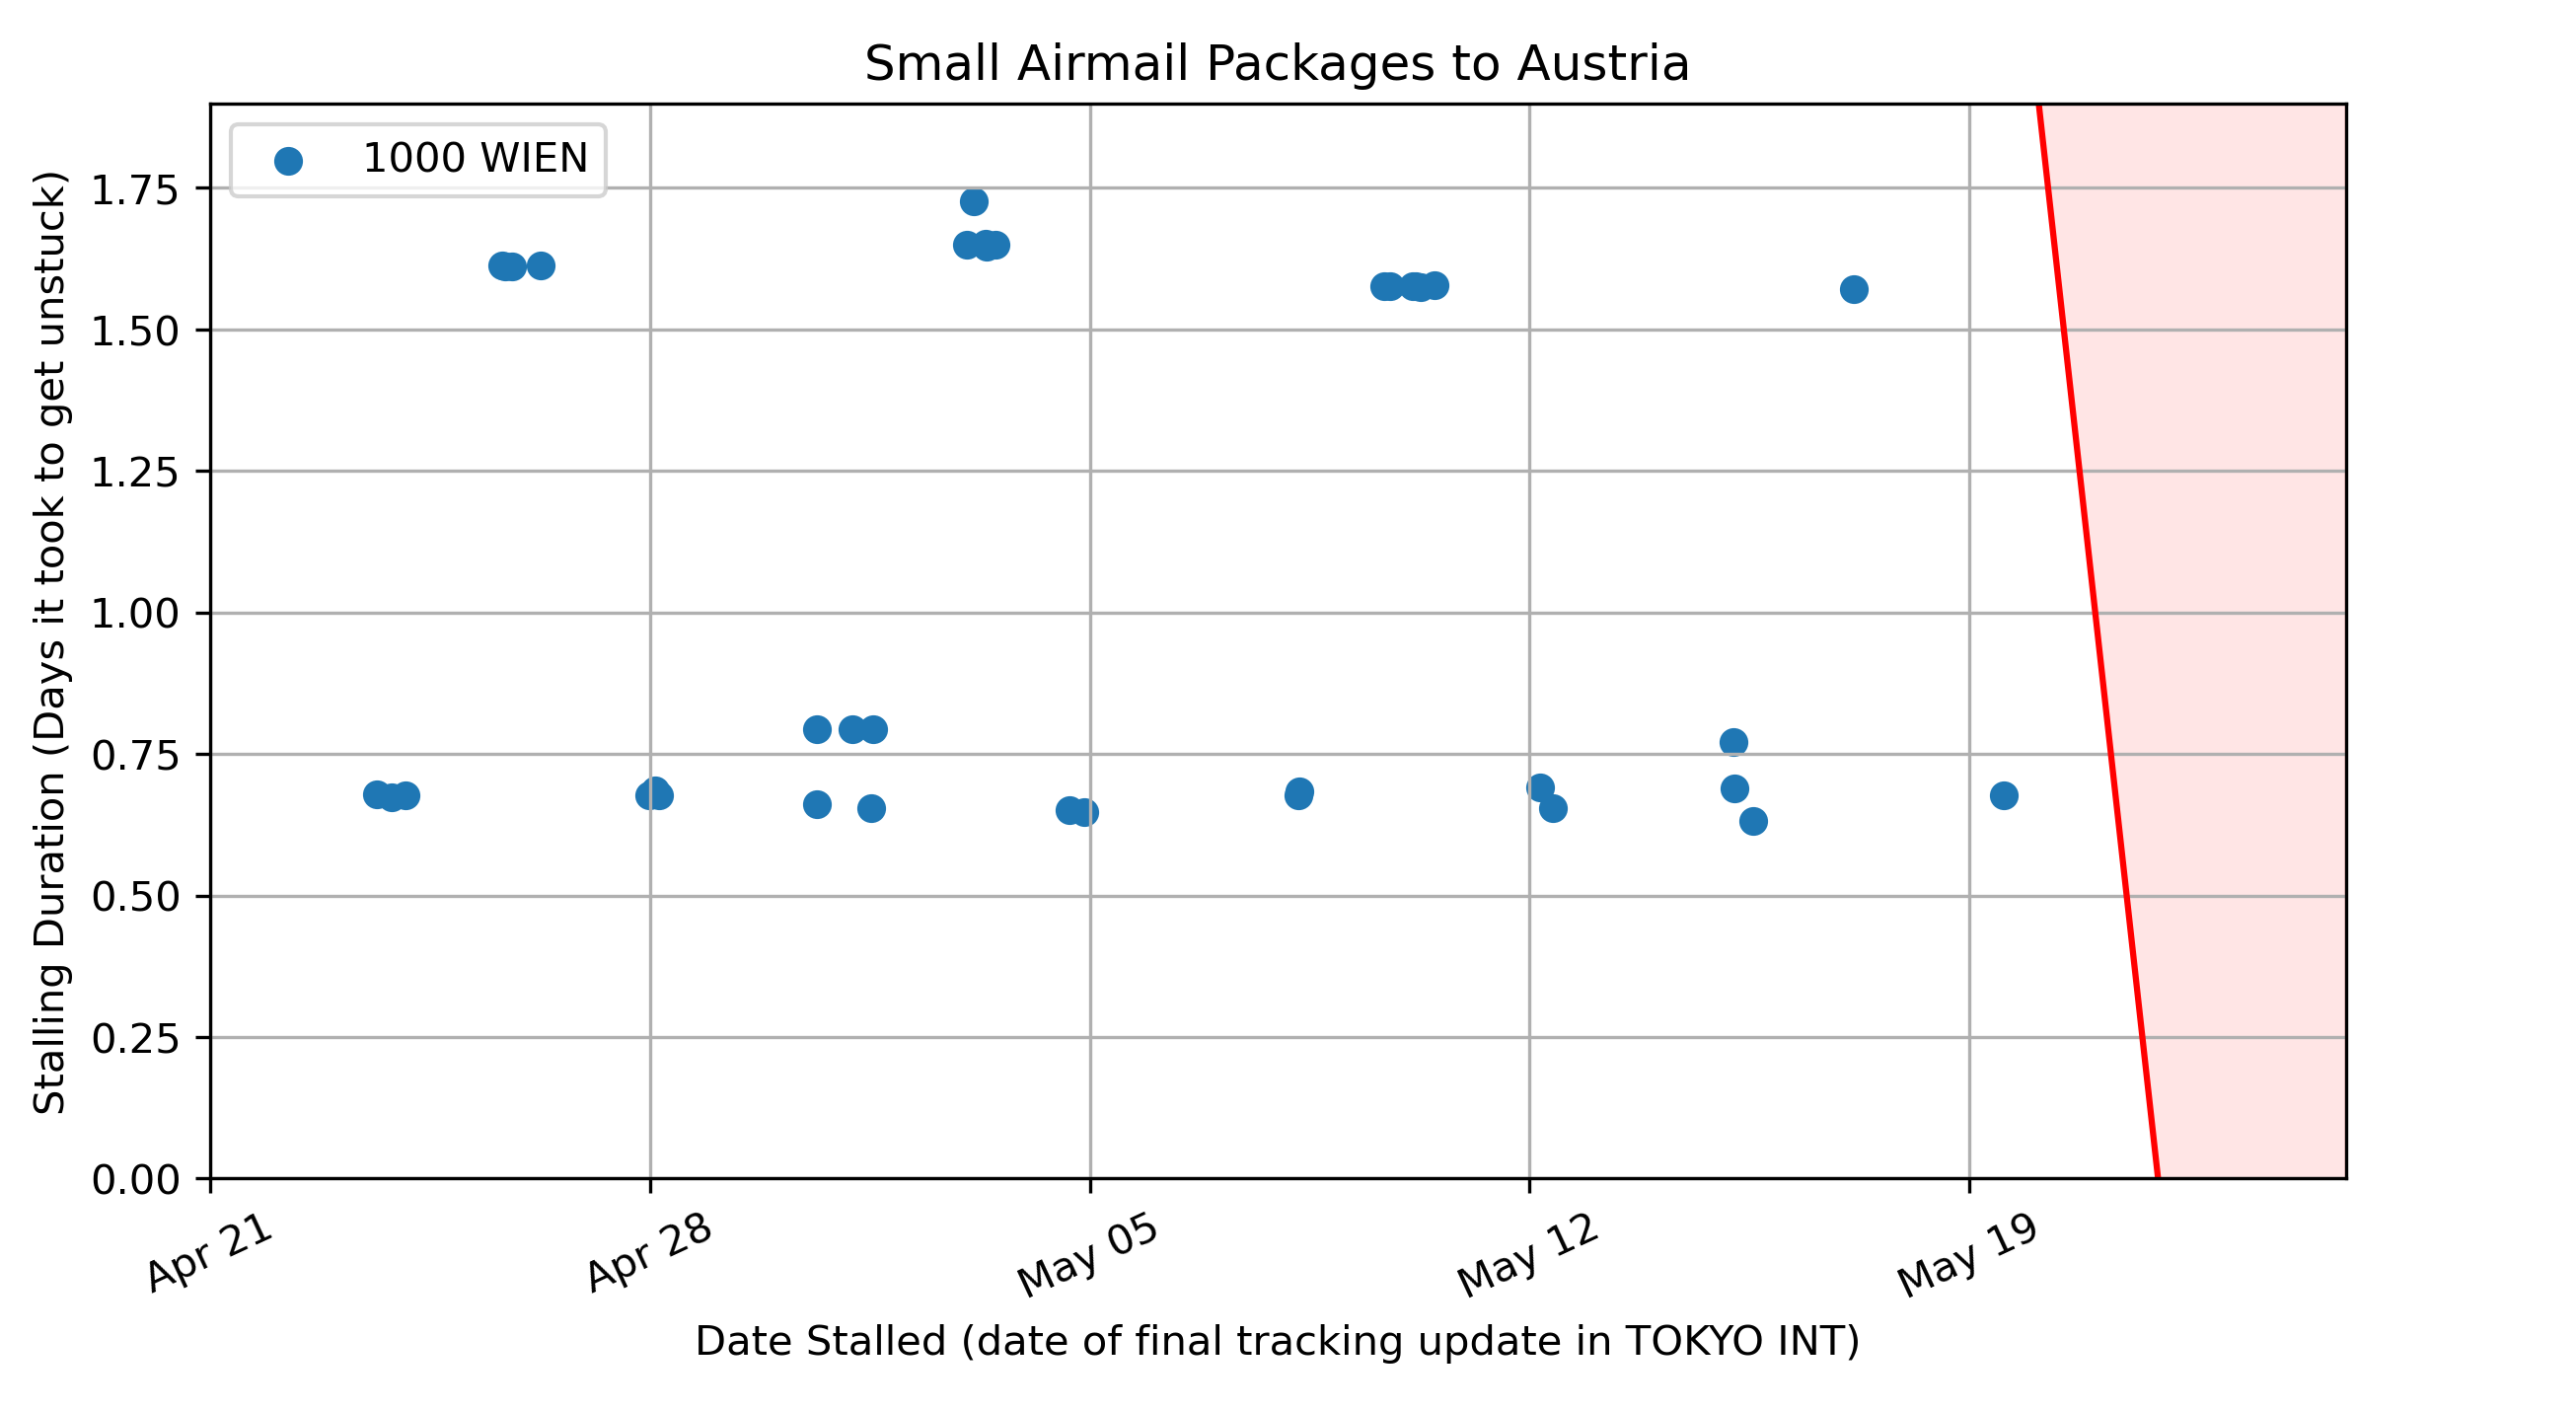 Small Airmail Packages to Austria
1000 WIEN
Stalling Duration (Days it took to get unstuck)
1.75
1.50
1.25
1.00
0.75
0.50
0.25
0.00
Apr 21
Apr 28
May 05
May 12
May 19
Date Stalled (date of final tracking update in TOKYO INT)